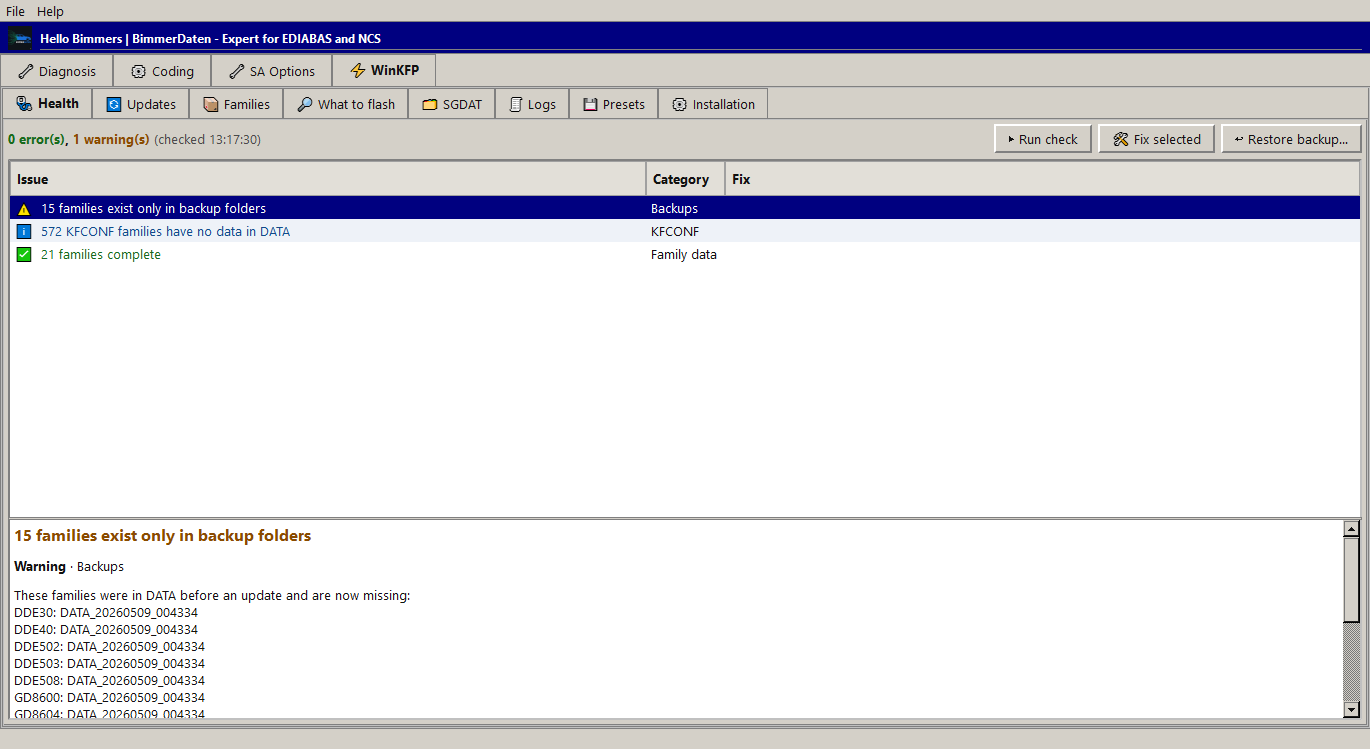 File Help
Hello Bimmers | BimmerDaten - Expert for EDIABAS and NCS
Diagnosis Coding SA Options WinKFP
Health Updates Families What to flash SGDAT Logs Presets Installation
0 error(s), 1 warning(s) (checked 13:17:30) Run check Fix selected Restore backup...
Issue Category Fix
15 families exist only in backup folders Backups
572 KFCONF families have no data in DATA KFCONF
21 families complete Family data
15 families exist only in backup folders
Warning · Backups
These families were in DATA before an update and are now missing:
DDE30: DATA_20260509_004334
DDE40: DATA_20260509_004334
DDE502: DATA_20260509_004334
DDE503: DATA_20260509_004334
DDE508: DATA_20260509_004334
GD8600: DATA_20260509_004334
GD8604: DATA_20260509_004334